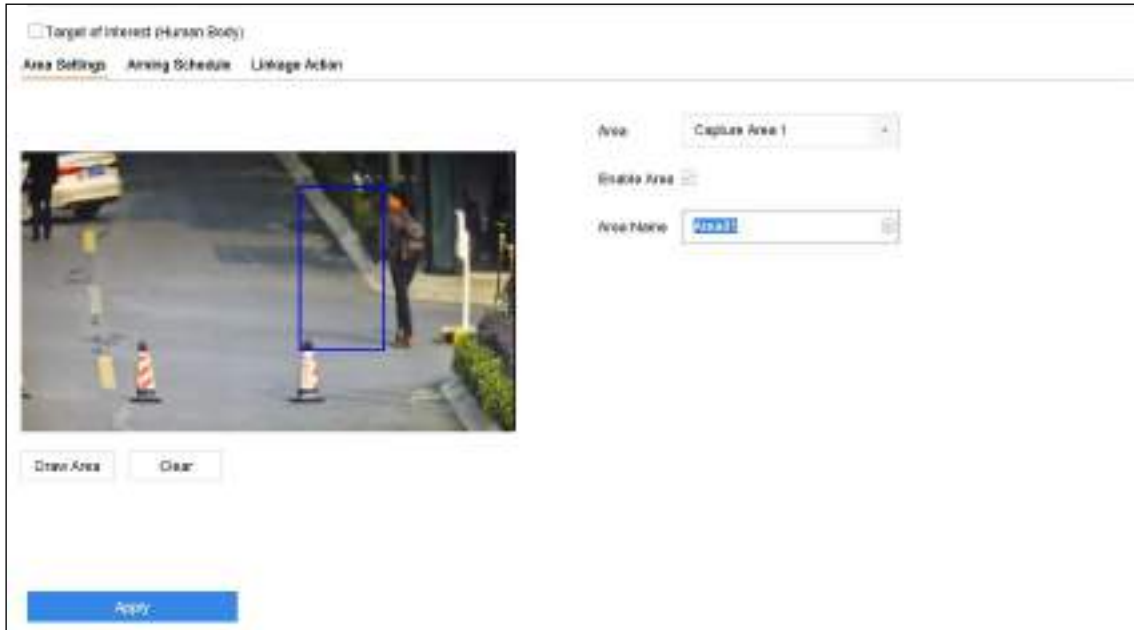 Target of Interest (Human Body)
Area Settings Arming Schedule Linkage Action
Area Capture Area 1
Enable Area
Area Name
Draw Area Clear
Apply